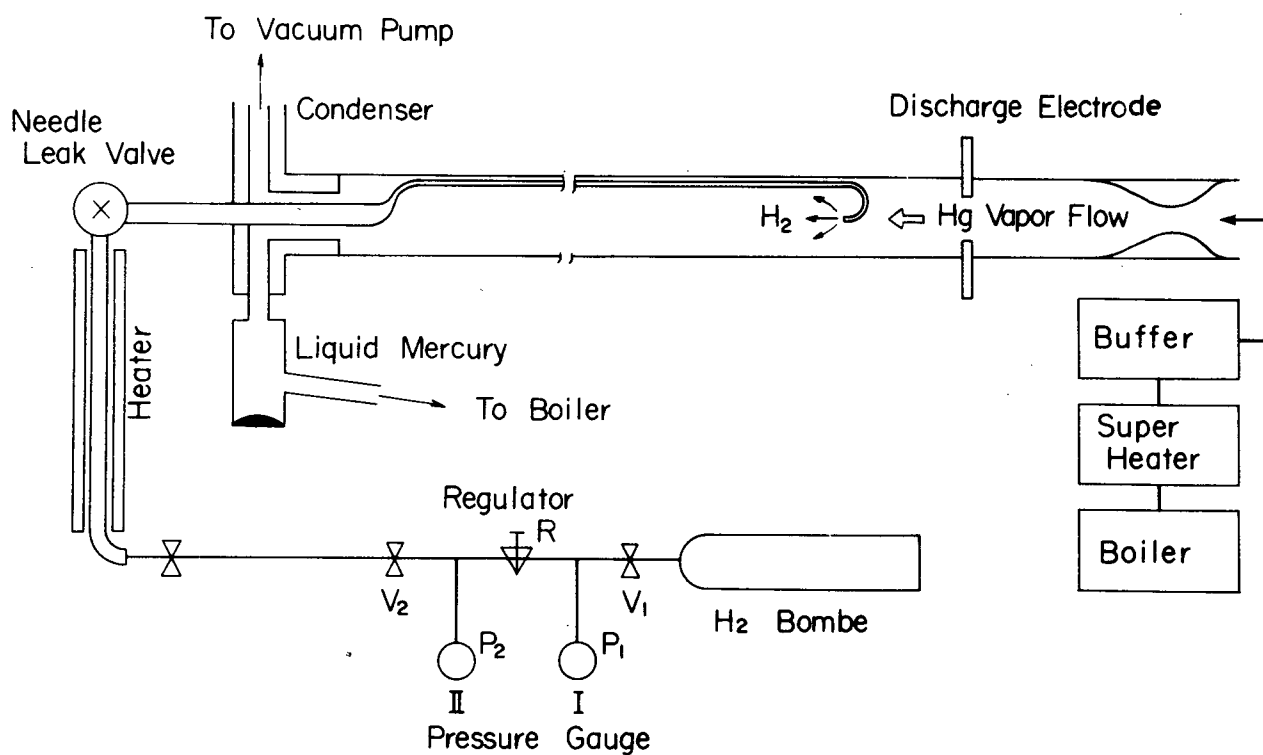 To Vacuum Pump
Condenser
Needle
Leak Valve
Discharge Electrode
H₂
Hg Vapor Flow
Heater
Liquid Mercury
To Boiler
Buffer
Super
Heater
Boiler
Regulator
R
V₂
V₁
H₂ Bombe
P₂
P₁
II
I
Pressure Gauge